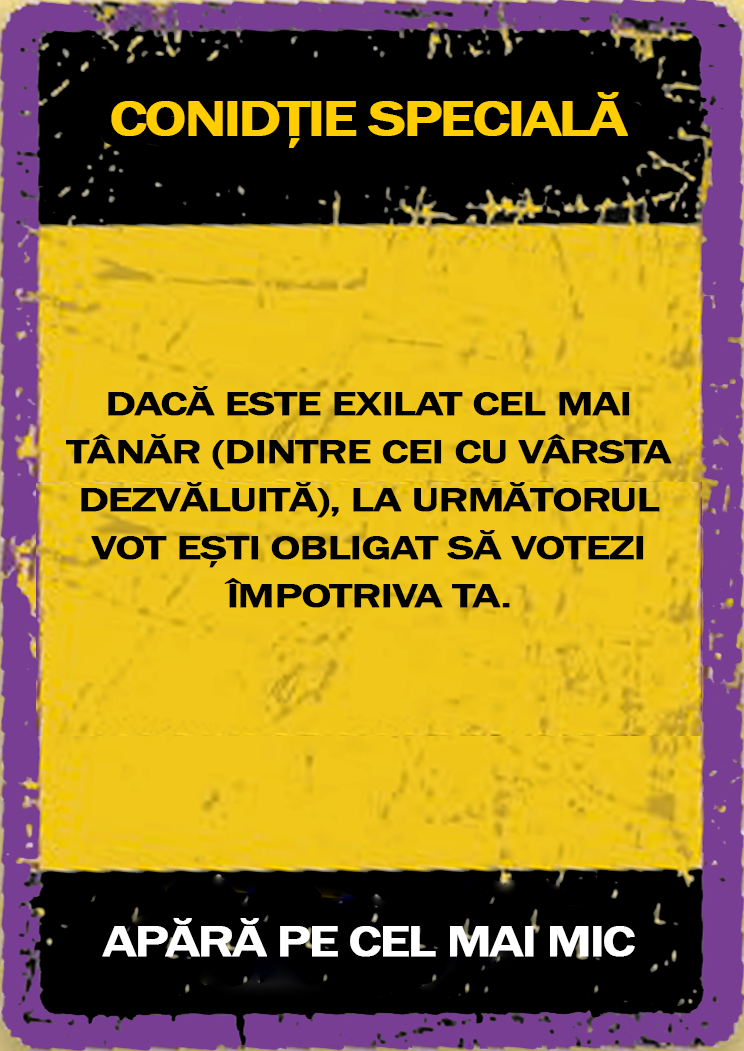 CONIDȚIE SPECIALĂ
DACĂ ESTE EXILAT CEL MAI
TÂNĂR (DINTRE CEI CU VÂRSTA
DEZVĂLUITĂ), LA URMĂTORUL
VOT EȘTI OBLIGAT SĂ VOTEZI
ÎMPOTRIVA TA.
APĂRĂ PE CEL MAI MIC